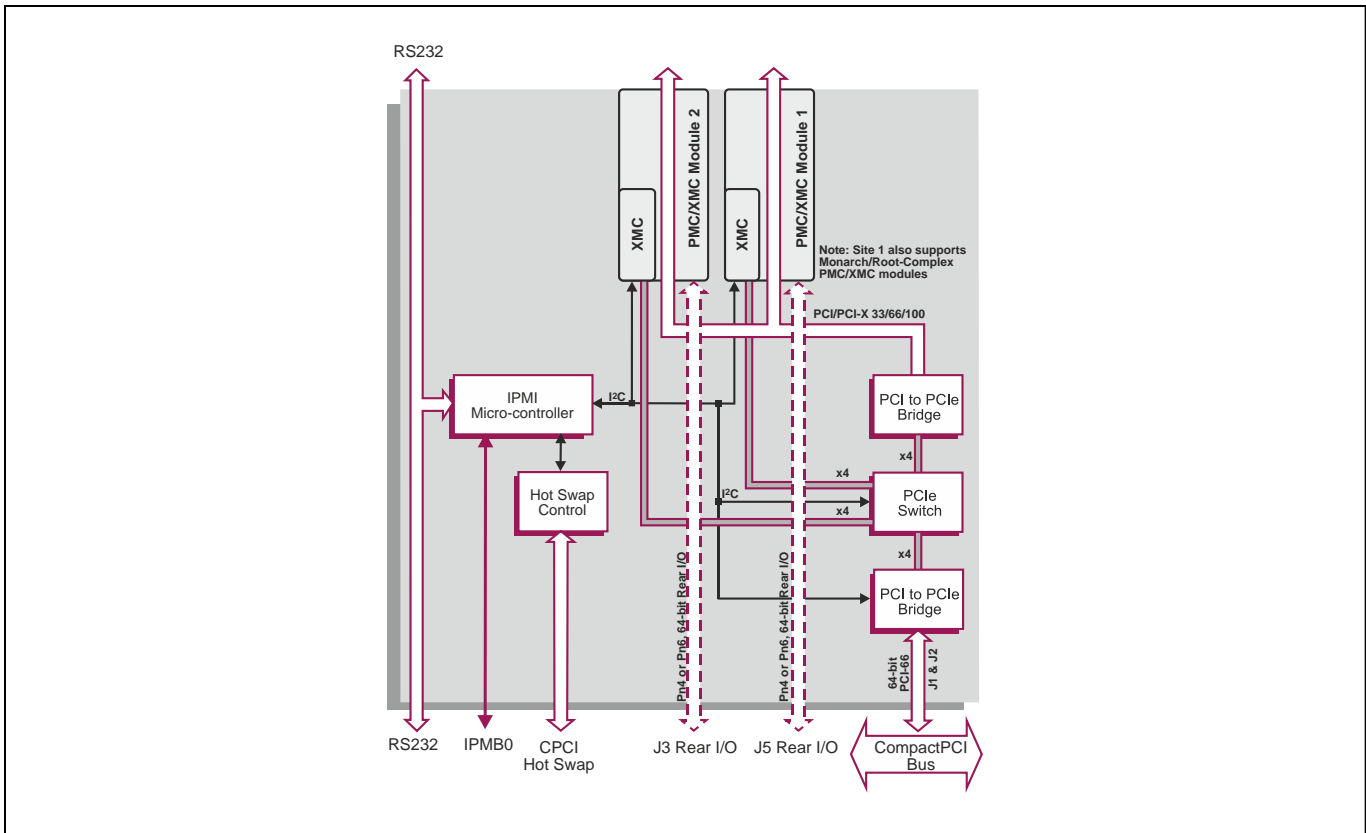 RS232
XMC
PMC/XMC Module 2
XMC
PMC/XMC Module 1
Note: Site 1 also supports
Monarch/Root-Complex
PMC/XMC modules
PCI/PCI-X 33/66/100
IPMI
Micro-controller
I²C
PCI to PCIe
Bridge
x4
Hot Swap
Control
I²C
x4
x4
PCIe
Switch
x4
PCI to PCIe
Bridge
Pn4 or Pn6, 64-bit Rear I/O
Pn4 or Pn6, 64-bit Rear I/O
64-bit
PCI-66
J1 & J2
RS232
IPMB0
CPCI
Hot Swap
J3 Rear I/O
J5 Rear I/O
CompactPCI
Bus